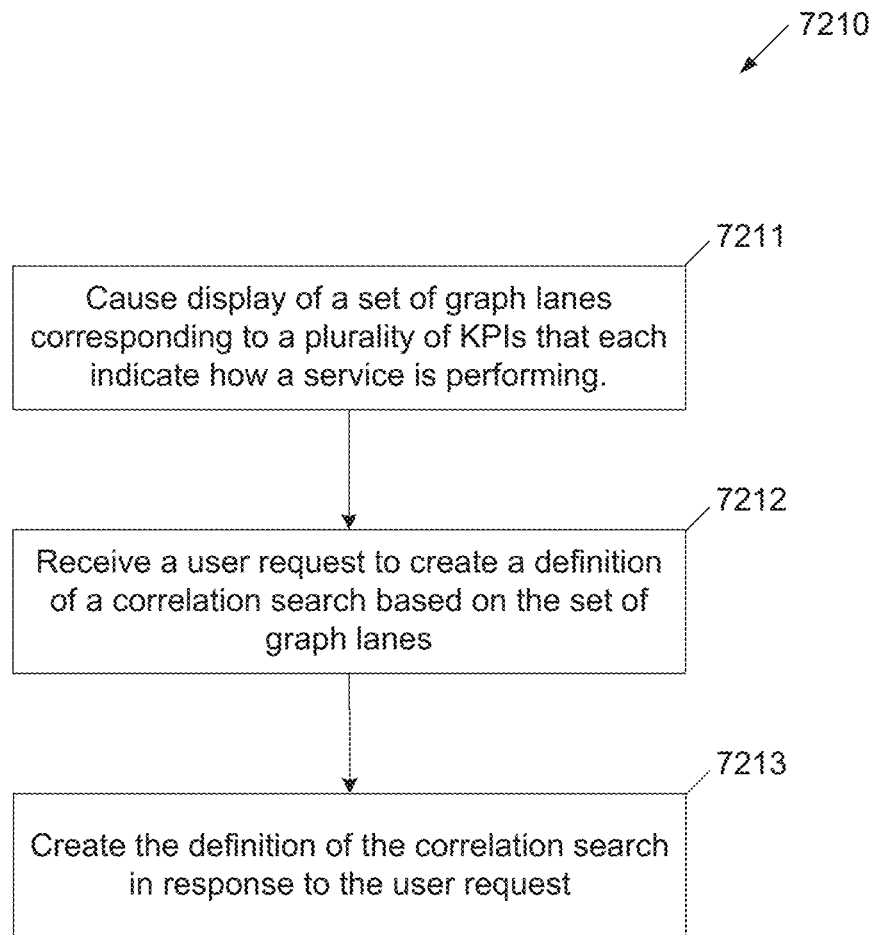 7210
7211
Cause display of a set of graph lanes
corresponding to a plurality of KPIs that each
indicate how a service is performing.
7212
Receive a user request to create a definition
of a correlation search based on the set of
graph lanes
7213
Create the definition of the correlation search
in response to the user request